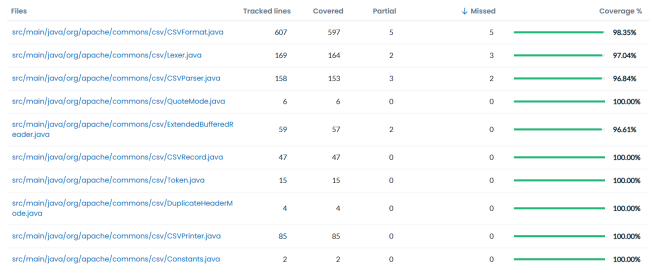 Files Tracked lines Covered Partial Missed Coverage %
src/main/java/org/apache/commons/csv/CSVFormat.java 607 597 5 5 98.35%
src/main/java/org/apache/commons/csv/Lexer.java 169 164 2 3 97.04%
src/main/java/org/apache/commons/csv/CSVParser.java 158 153 3 2 96.84%
src/main/java/org/apache/commons/csv/QuoteMode.java 6 6 0 0 100.00%
src/main/java/org/apache/commons/csv/ExtendedBufferedR
eader.java 59 57 2 0 96.61%
src/main/java/org/apache/commons/csv/CSVRecord.java 47 47 0 0 100.00%
src/main/java/org/apache/commons/csv/Token.java 15 15 0 0 100.00%
src/main/java/org/apache/commons/csv/DuplicateHeaderM
ode.java 4 4 0 0 100.00%
src/main/java/org/apache/commons/csv/CSVPrinter.java 85 85 0 0 100.00%
src/main/java/org/apache/commons/csv/Constants.java 2 2 0 0 100.00%